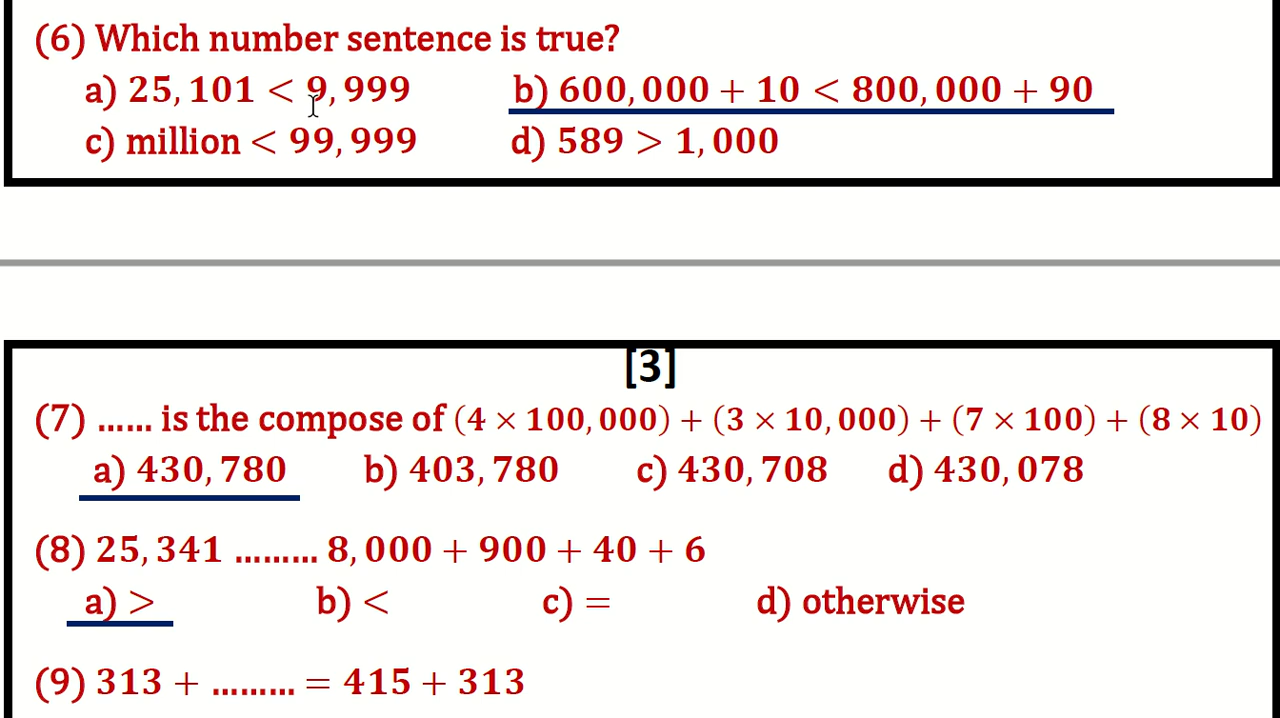 (6) Which number sentence is true?
a) 25,101 < 9,999 b) 600,000 + 10 < 800,000 + 90
c) million < 99,999 d) 589 > 1,000
[3]
(7) ...... is the compose of (4 × 100,000) + (3 × 10,000) + (7 × 100) + (8 × 10)
a) 430,780 b) 403,780 c) 430,708 d) 430,078
(8) 25,341 ......... 8,000 + 900 + 40 + 6
a) > b) < c) = d) otherwise
(9) 313 + ......... = 415 + 313